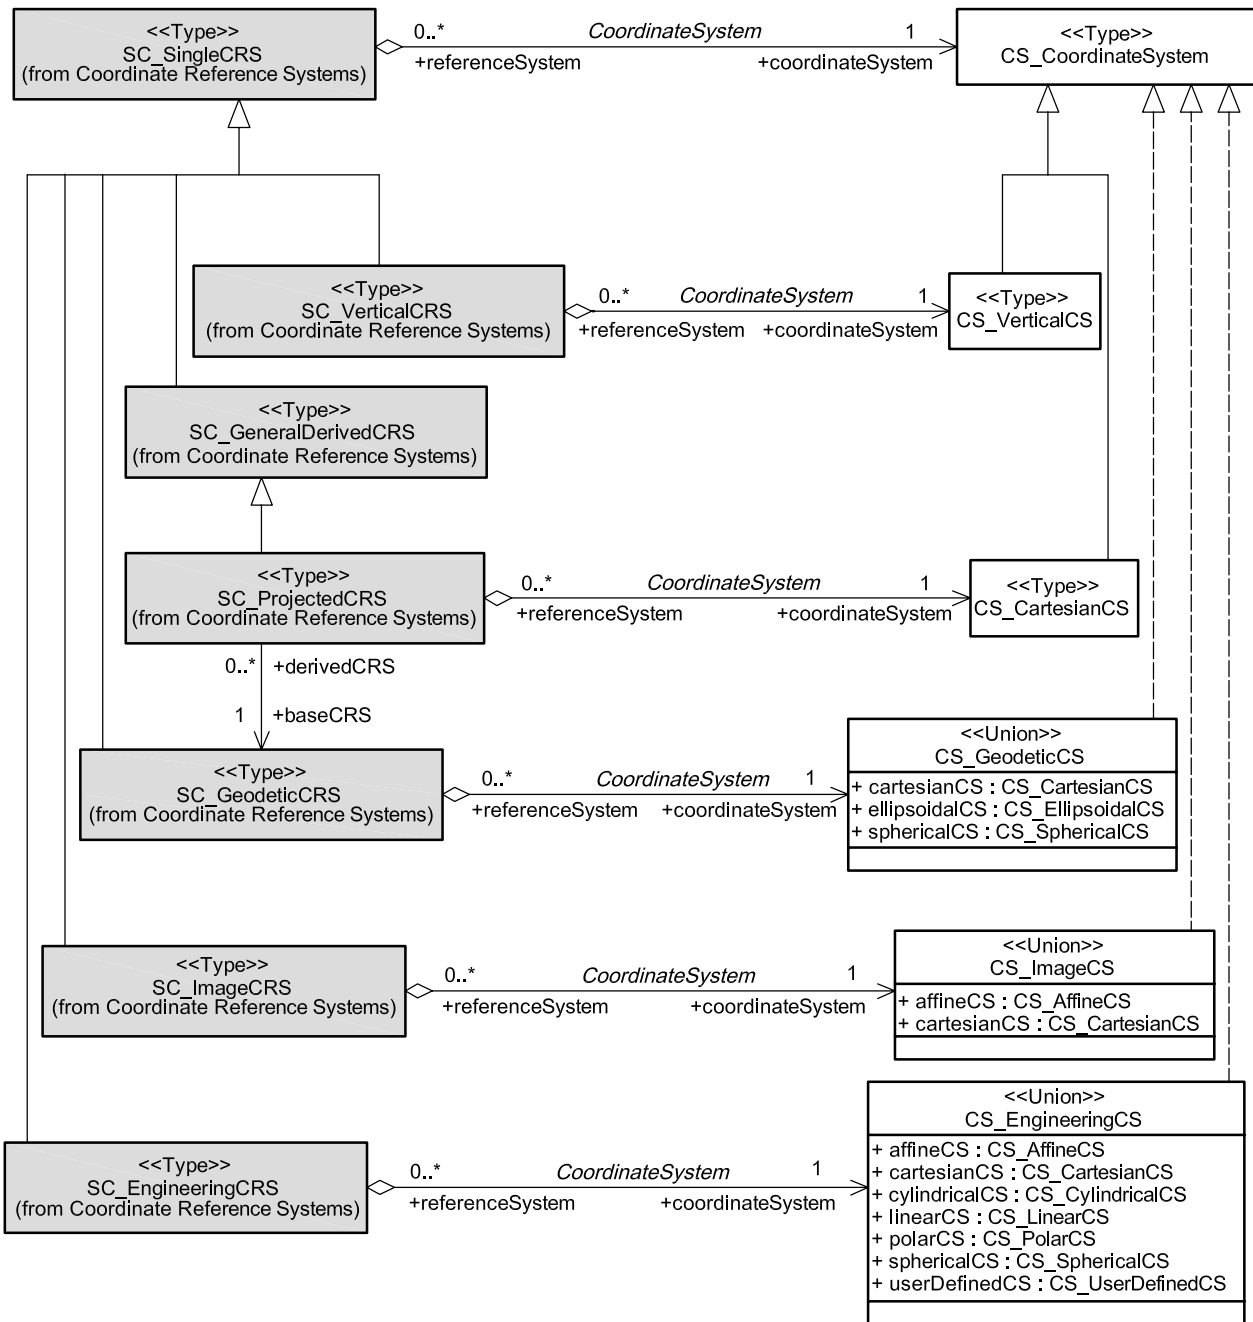 <<Type>>
SC_SingleCRS
(from Coordinate Reference Systems)
0..*
CoordinateSystem
1
+referenceSystem
+coordinateSystem
<<Type>>
CS_CoordinateSystem
<<Type>>
SC_VerticalCRS
(from Coordinate Reference Systems)
0..*
CoordinateSystem
1
+referenceSystem
+coordinateSystem
<<Type>>
CS_VerticalCS
<<Type>>
SC_GeneralDerivedCRS
(from Coordinate Reference Systems)
<<Type>>
SC_ProjectedCRS
(from Coordinate Reference Systems)
0..*
CoordinateSystem
1
+referenceSystem
+coordinateSystem
<<Type>>
CS_CartesianCS
0..*
+derivedCRS
1
+baseCRS
<<Type>>
SC_GeodeticCRS
(from Coordinate Reference Systems)
0..*
CoordinateSystem
1
+referenceSystem
+coordinateSystem
<<Union>>
CS_GeodeticCS
+ cartesianCS : CS_CartesianCS
+ ellipsoidalCS : CS_EllipsoidalCS
+ sphericalCS : CS_SphericalCS
<<Type>>
SC_ImageCRS
(from Coordinate Reference Systems)
0..*
CoordinateSystem
1
+referenceSystem
+coordinateSystem
<<Union>>
CS_ImageCS
+ affineCS : CS_AffineCS
+ cartesianCS : CS_CartesianCS
<<Type>>
SC_EngineeringCRS
(from Coordinate Reference Systems)
0..*
CoordinateSystem
1
+referenceSystem
+coordinateSystem
<<Union>>
CS_EngineeringCS
+ affineCS : CS_AffineCS
+ cartesianCS : CS_CartesianCS
+ cylindricalCS : CS_CylindricalCS
+ linearCS : CS_LinearCS
+ polarCS : CS_PolarCS
+ sphericalCS : CS_SphericalCS
+ userDefinedCS : CS_UserDefinedCS